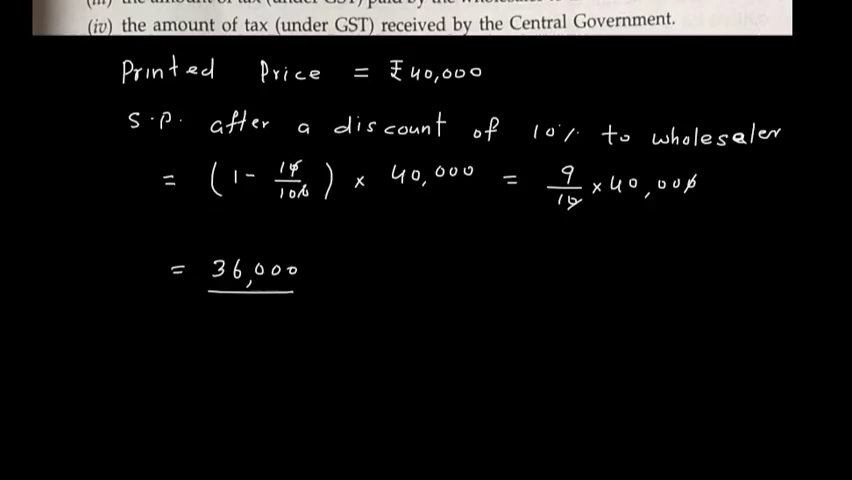 (iv) the amount of tax (under GST) received by the Central Government.
Printed Price = ₹40,000
S.P. after a discount of 10% to wholesaler
= (1 - 10/100) × 40,000 = 9/10 × 40,000
= 36,000